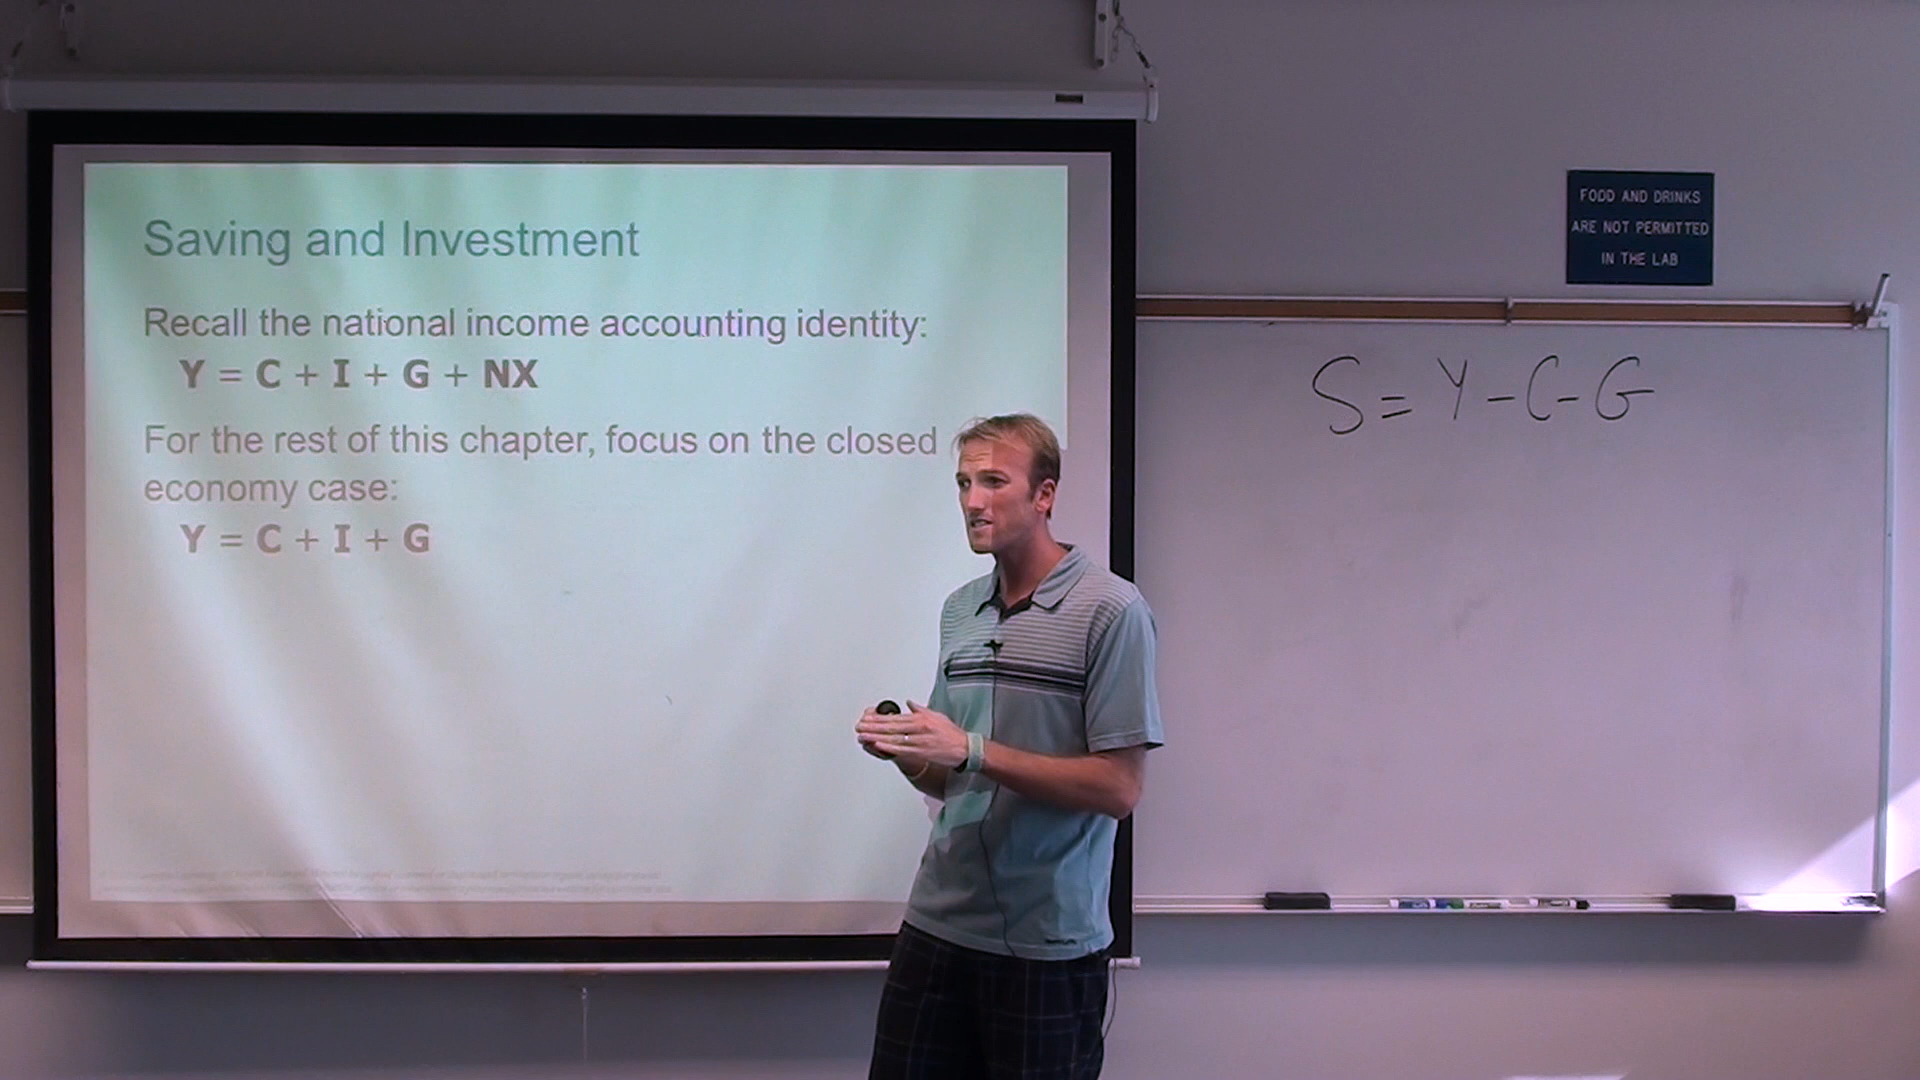 Saving and Investment
Recall the national income accounting identity:
Y = C + I + G + NX
For the rest of this chapter, focus on the closed
economy case:
Y = C + I + G
S = Y - C - G
FOOD AND DRINKS
ARE NOT PERMITTED
IN THE LAB